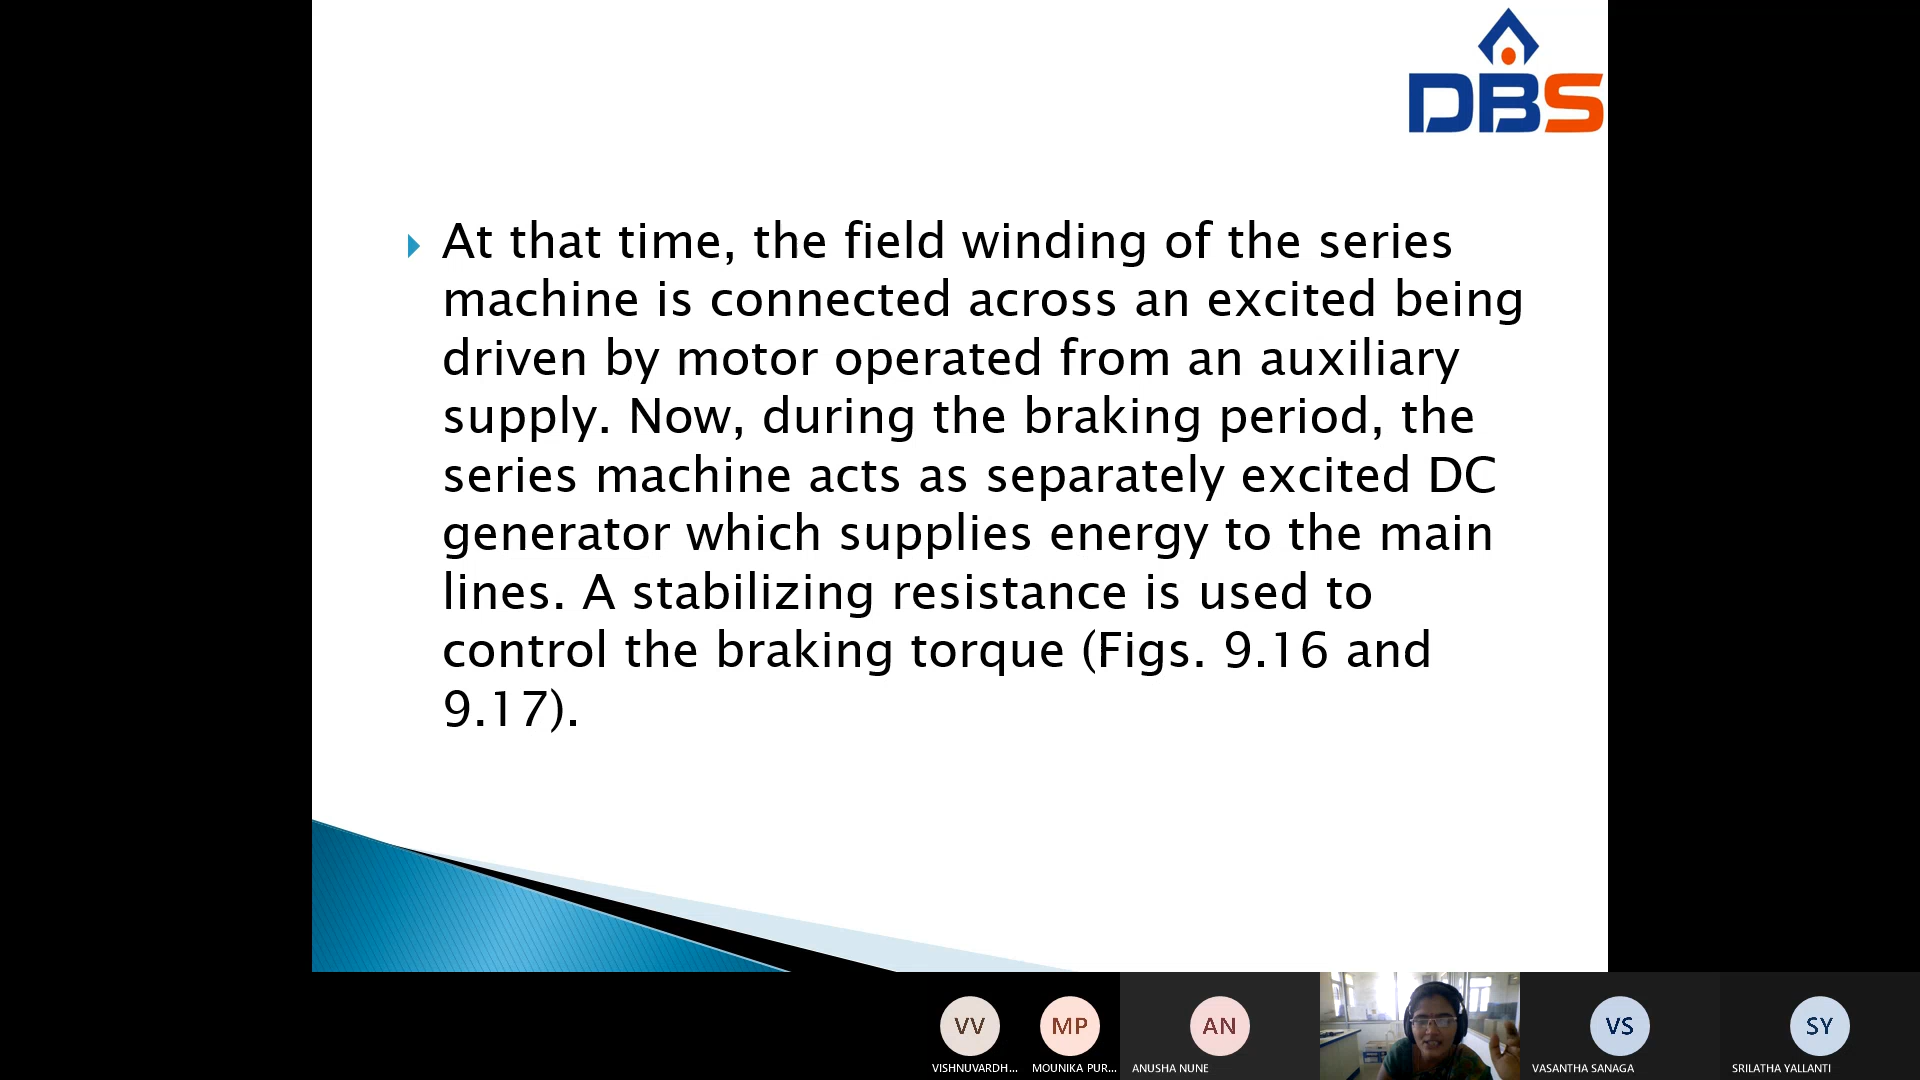 DBS
At that time, the field winding of the series
machine is connected across an excited being
driven by motor operated from an auxiliary
supply. Now, during the braking period, the
series machine acts as separately excited DC
generator which supplies energy to the main
lines. A stabilizing resistance is used to
control the braking torque (Figs. 9.16 and
9.17).
VV
MP
AN
VS
SY
VISHNUVARDH...
MOUNIKA PUR...
ANUSHA NUNE
VASANTHA SANAGA
SRILATHA YALLANTI